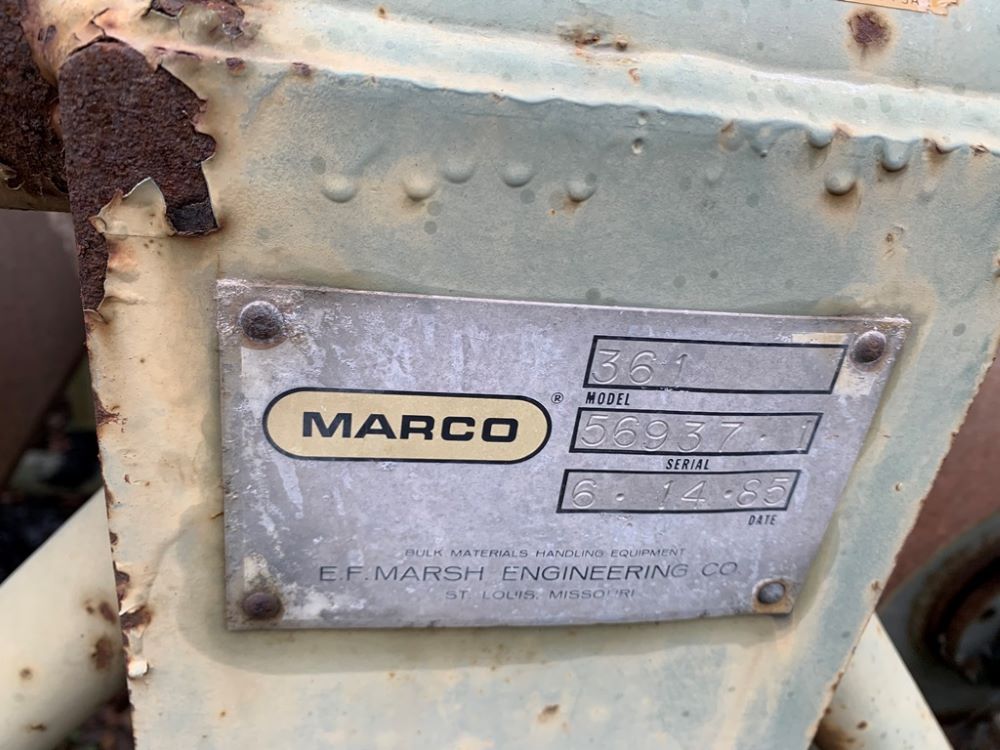 MARCO ®
361
MODEL
56937·1
SERIAL
6·14·85
DATE
BULK MATERIALS HANDLING EQUIPMENT
E.F. MARSH ENGINEERING CO.
ST. LOUIS, MISSOURI